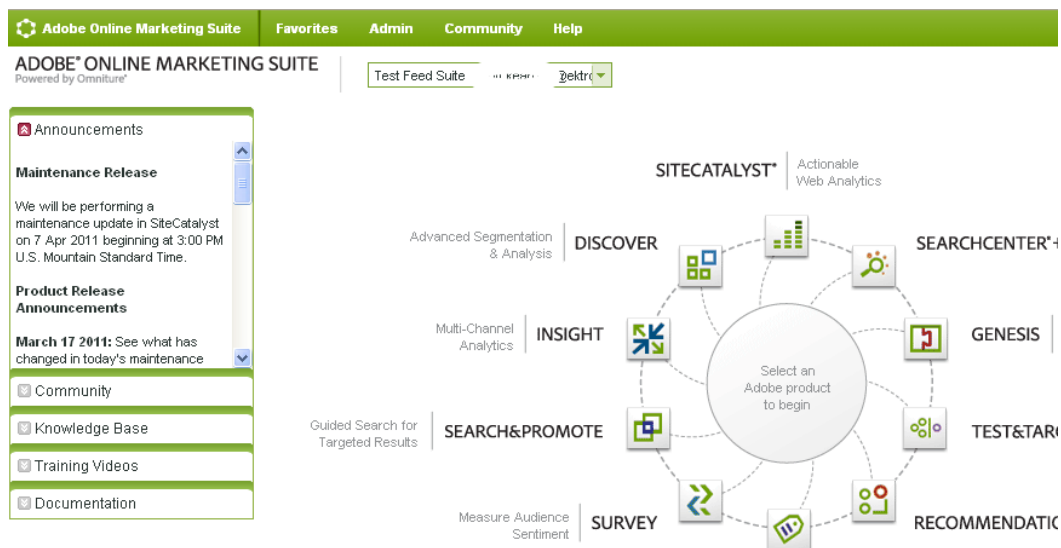 Adobe Online Marketing Suite Favorites Admin Community Help
ADOBE® ONLINE MARKETING SUITE
Powered by Omniture®
Test Feed Suite
Announcements
Maintenance Release
We will be performing a
maintenance update in SiteCatalyst
on 7 Apr 2011 beginning at 3:00 PM
U.S. Mountain Standard Time.
Product Release
Announcements
March 17 2011: See what has
changed in today's maintenance
Community
Knowledge Base
Training Videos
Documentation
SITECATALYST®
Actionable
Web Analytics
Advanced Segmentation
& Analysis
DISCOVER
SEARCHCENTER®+
Multi-Channel
Analytics
INSIGHT
GENESIS
Select an
Adobe product
to begin
Guided Search for
Targeted Results
SEARCH&PROMOTE
TEST&TARG
Measure Audience
Sentiment
SURVEY
RECOMMENDATIO